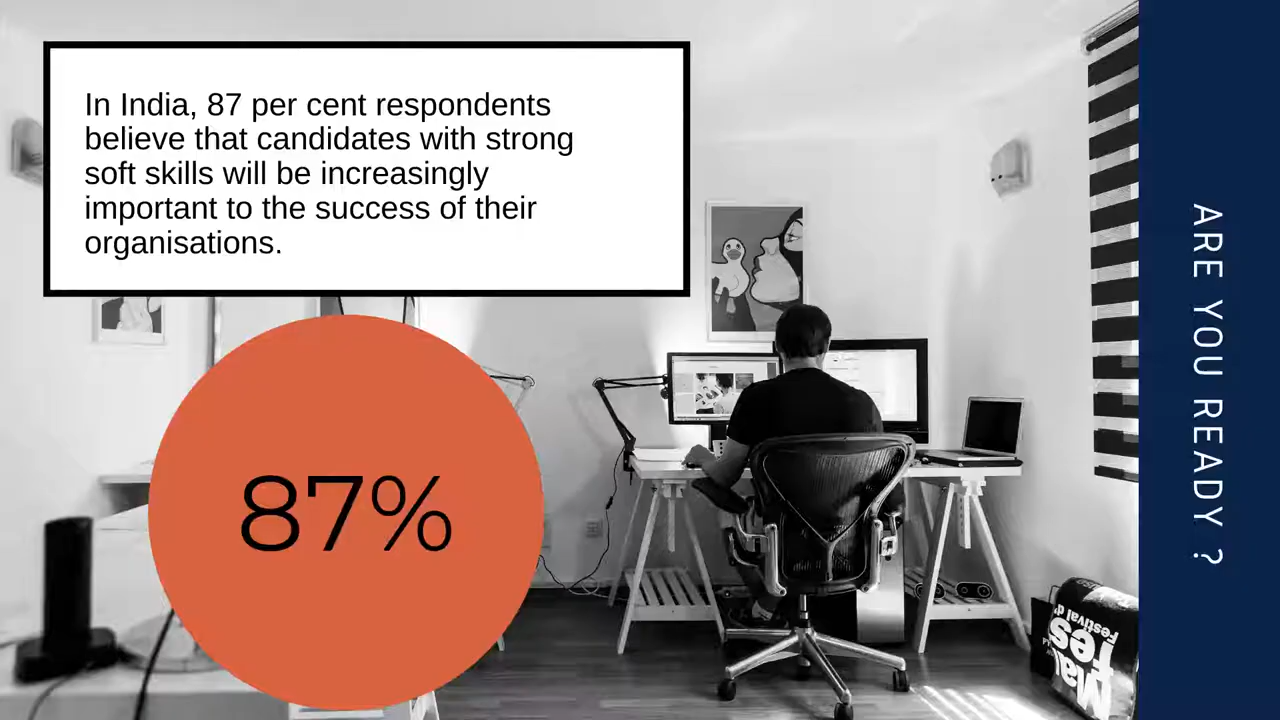 In India, 87 per cent respondents
believe that candidates with strong
soft skills will be increasingly
important to the success of their
organisations.
87%
ARE YOU READY ?
Festival d'